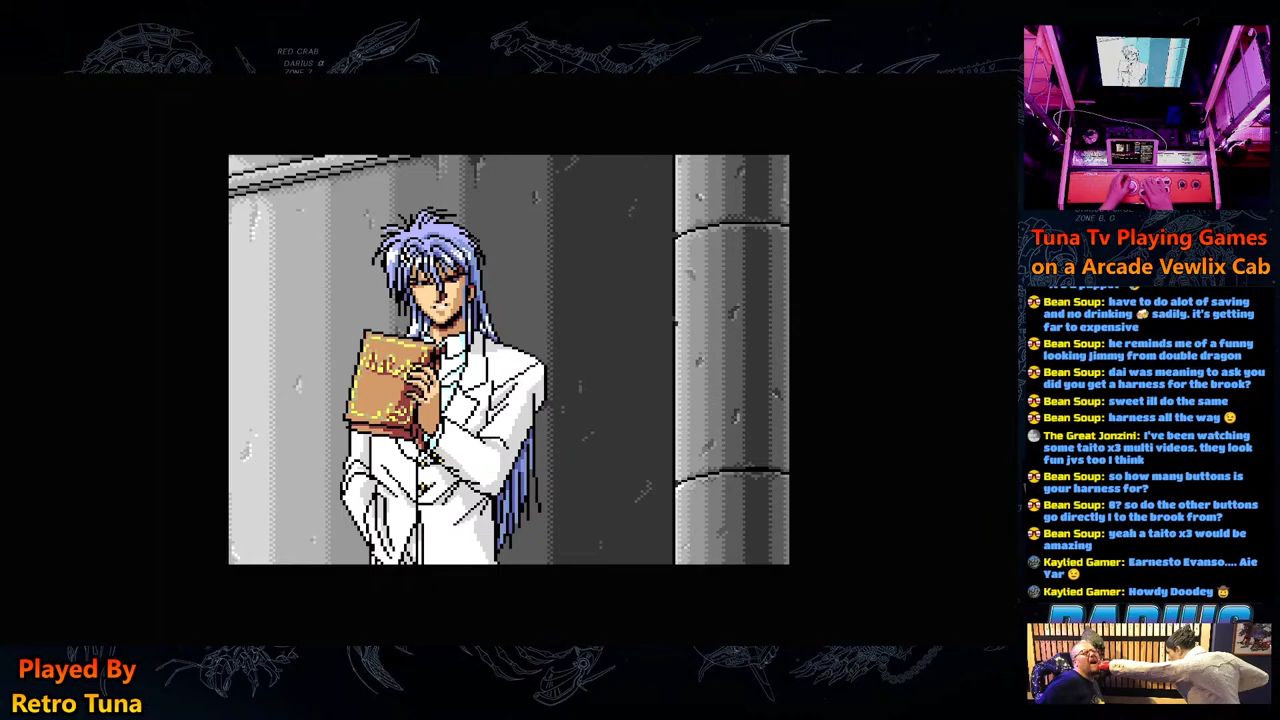 RED CRAB
DARIUS α
ZONE Z
ZONE B, G
Tuna Tv Playing Games
on a Arcade Vewlix Cab
Bean Soup: have to do alot of saving
and no drinking 🍻 sadily. it's getting
far to expensive
Bean Soup: he reminds me of a funny
looking Jimmy from double dragon
Bean Soup: dai was meaning to ask you
did you get a harness for the brook?
Bean Soup: sweet ill do the same
Bean Soup: harness all the way 😉
The Great Jonzini: I've been watching
some taito x3 multi videos. they look
fun jvs too I think
Bean Soup: so how many buttons is
your harness for?
Bean Soup: 8? so do the other buttons
go directly I to the brook from?
Bean Soup: yeah a taito x3 would be
amazing
Kaylied Gamer: Earnesto Evanso.... Aie
Yar 😉
Kaylied Gamer: Howdy Doodey 🤠
DARIUS
Played By
Retro Tuna